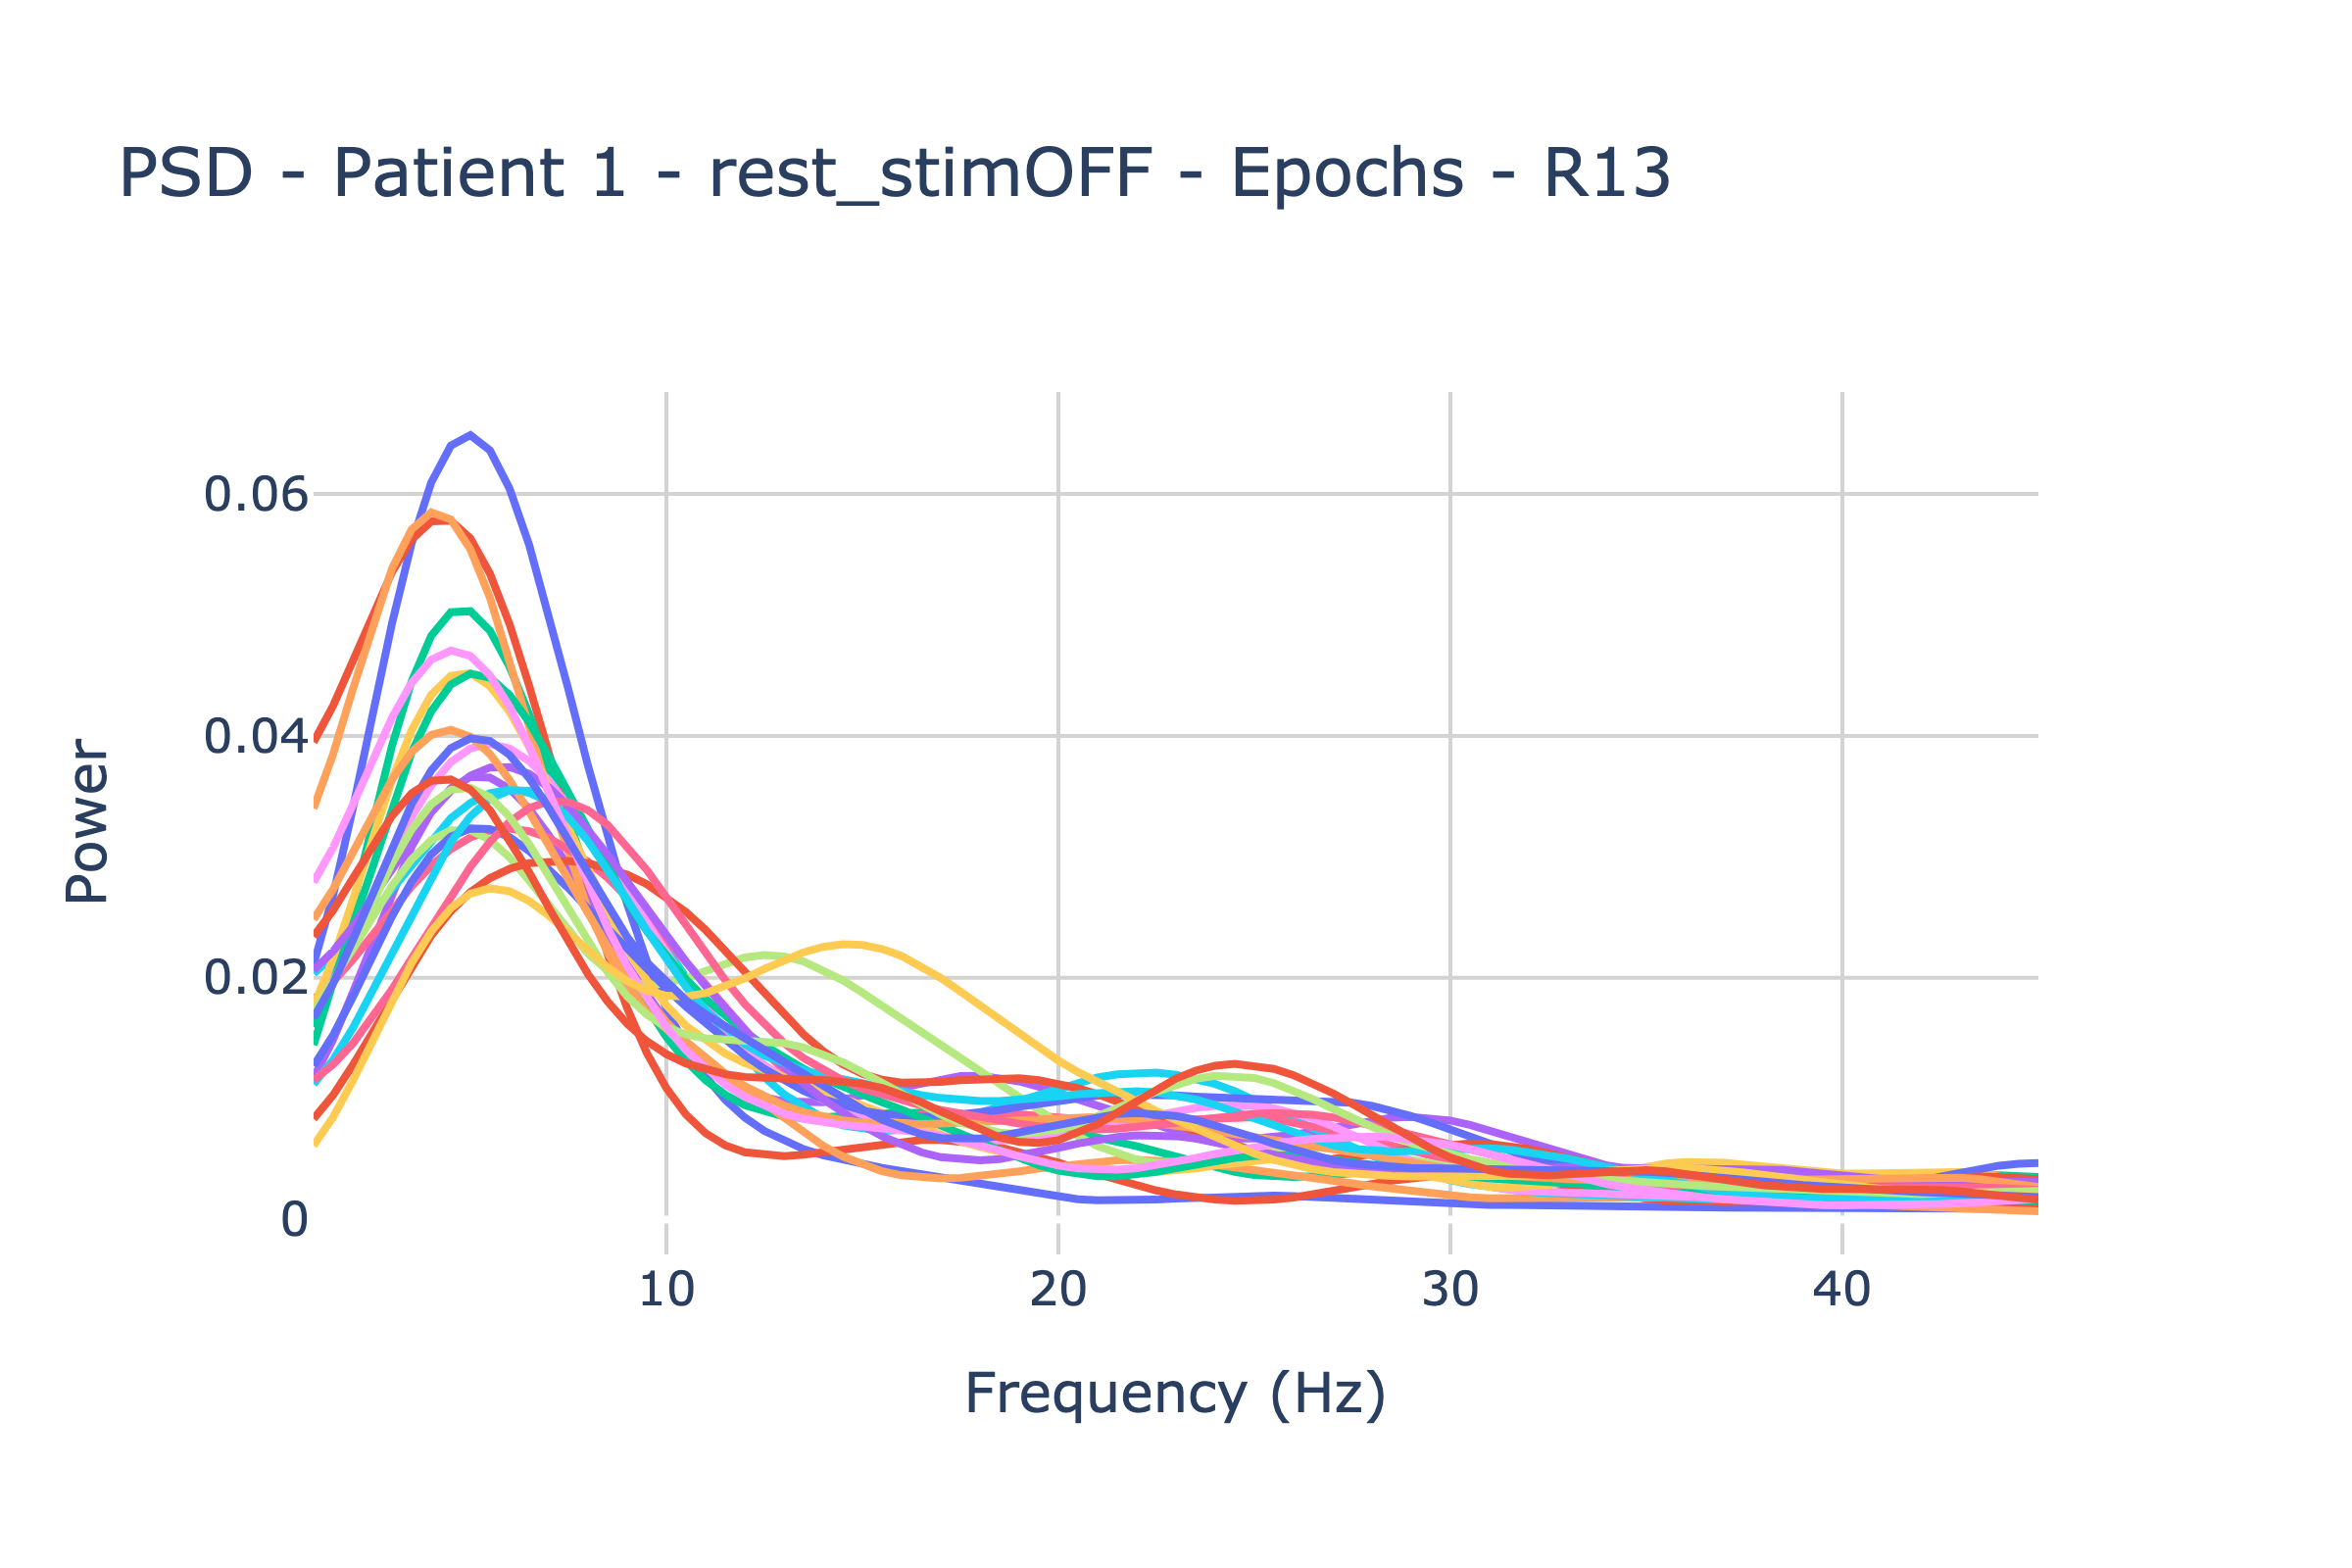 PSD - Patient 1 - rest_stimOFF - Epochs - R13
0.06
0.04
0.02
0
Power
10 20 30 40
Frequency (Hz)